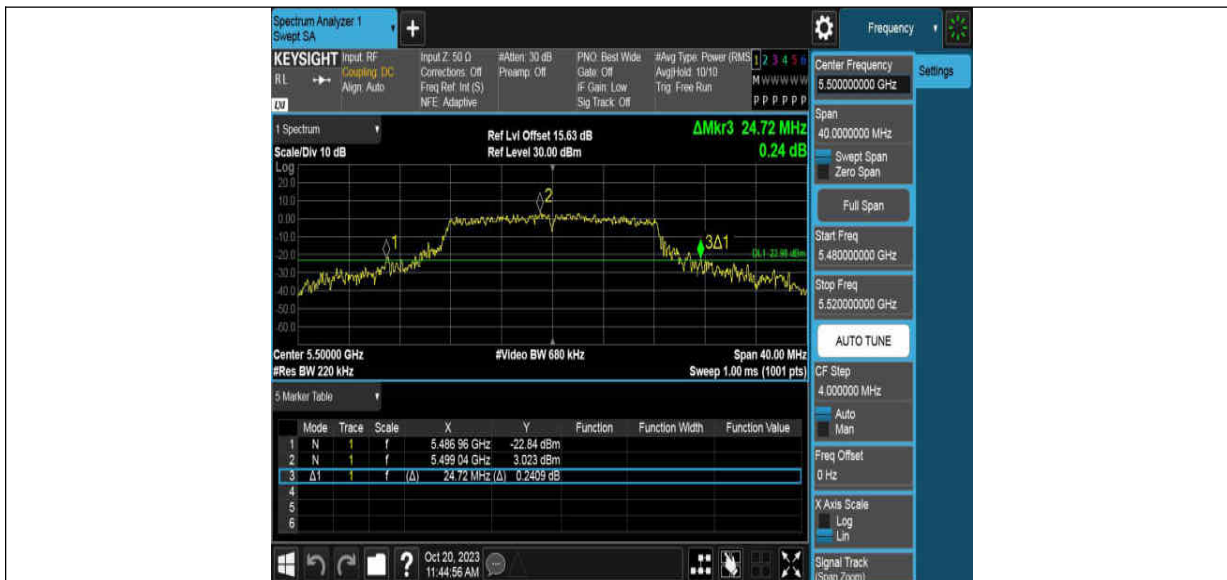 Spectrum Analyzer 1
Swept SA
+
Frequency
KEYSIGHT Input: RF
RL
Coupling: DC
Align: Auto
LXI
Input Z: 50 Ω
Corrections: Off
Freq Ref: Int (S)
NFE: Adaptive
#Atten: 30 dB
Preamp: Off
PNO: Best Wide
Gate: Off
IF Gain: Low
Sig Track: Off
#Avg Type: Power (RMS
Avg|Hold: 10/10
Trig: Free Run
1 2 3 4 5 6
M W W W W W
P P P P P P
1 Spectrum
Scale/Div 10 dB
Ref Lvl Offset 15.63 dB
Ref Level 30.00 dBm
ΔMkr3 24.72 MHz
0.24 dB
Log
20.0
10.0
0.00
-10.0
-20.0
-30.0
-40.0
-50.0
-60.0
1
2
3Δ1
DL1 -22.98 dBm
Center 5.50000 GHz
#Video BW 680 kHz
Span 40.00 MHz
#Res BW 220 kHz
Sweep 1.00 ms (1001 pts)
5 Marker Table
Mode Trace Scale X Y Function Function Width Function Value
1 N 1 f 5.486 96 GHz -22.84 dBm
2 N 1 f 5.499 04 GHz 3.023 dBm
3 Δ1 1 f (Δ) 24.72 MHz (Δ) 0.2409 dB
4
5
6
?
Oct 20, 2023
11:44:56 AM
Center Frequency
5.500000000 GHz
Settings
Span
40.0000000 MHz
Swept Span
Zero Span
Full Span
Start Freq
5.480000000 GHz
Stop Freq
5.520000000 GHz
AUTO TUNE
CF Step
4.000000 MHz
Auto
Man
Freq Offset
0 Hz
X Axis Scale
Log
Lin
Signal Track
(Span Zoom)